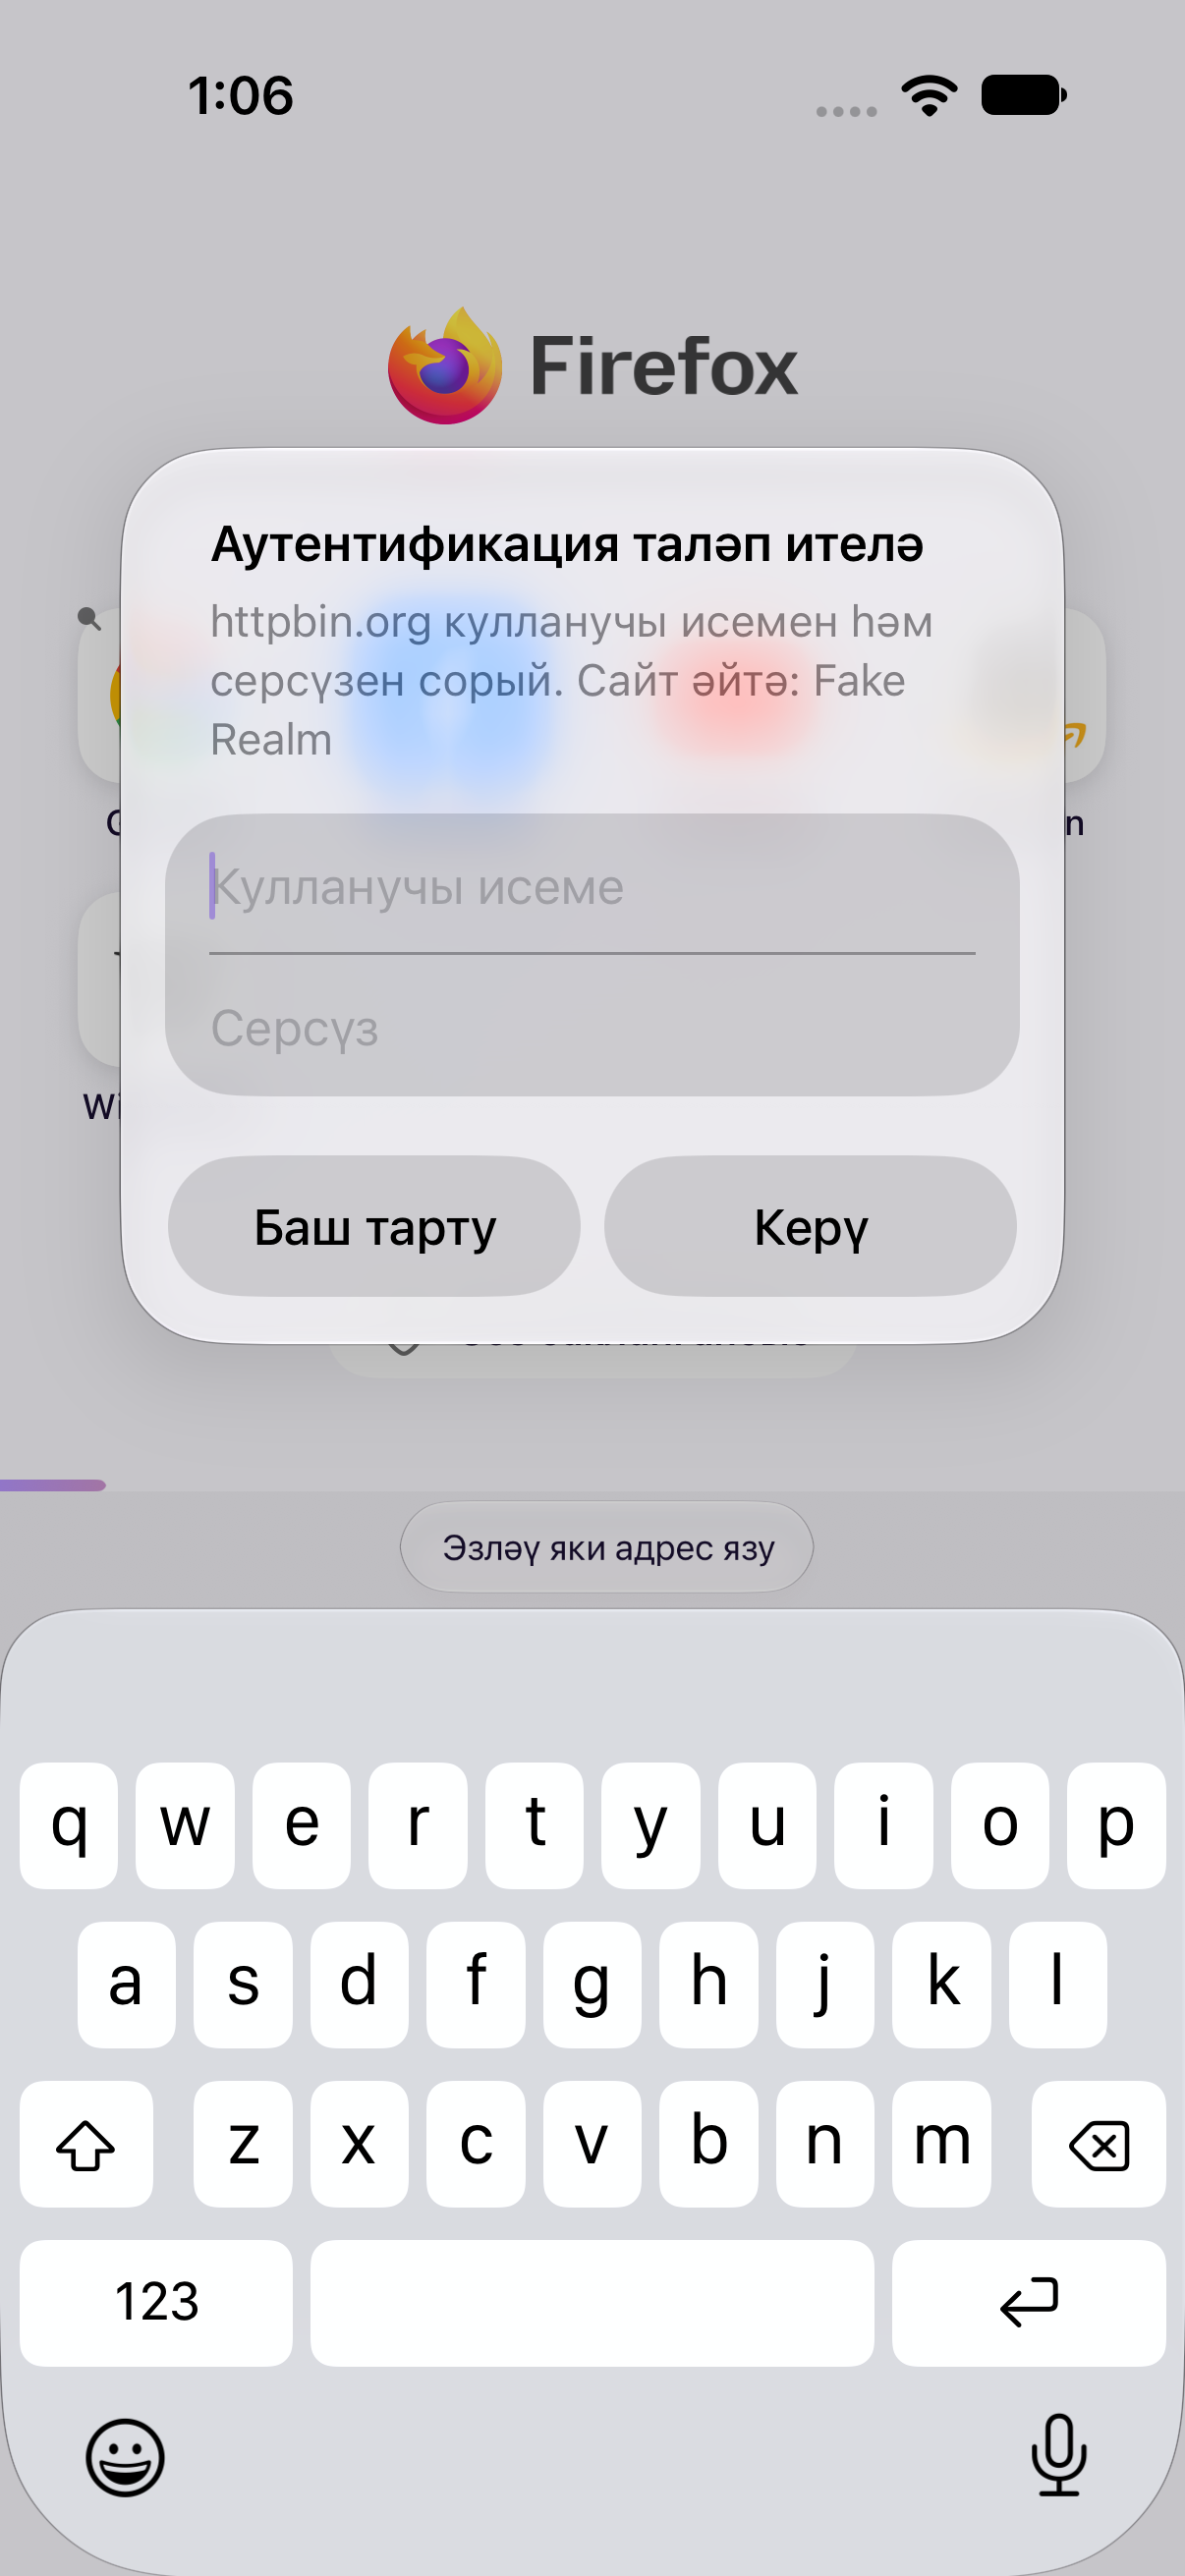 1:06
Firefox
Аутентификация таләп ителә
httpbin.org кулланучы исемен һәм
серсүзен сорый. Сайт әйтә: Fake
Realm
Кулланучы исеме
Серсүз
Баш тарту
Керү
Эзләү яки адрес язу
q w e r t y u i o p
a s d f g h j k l
z x c v b n m
123